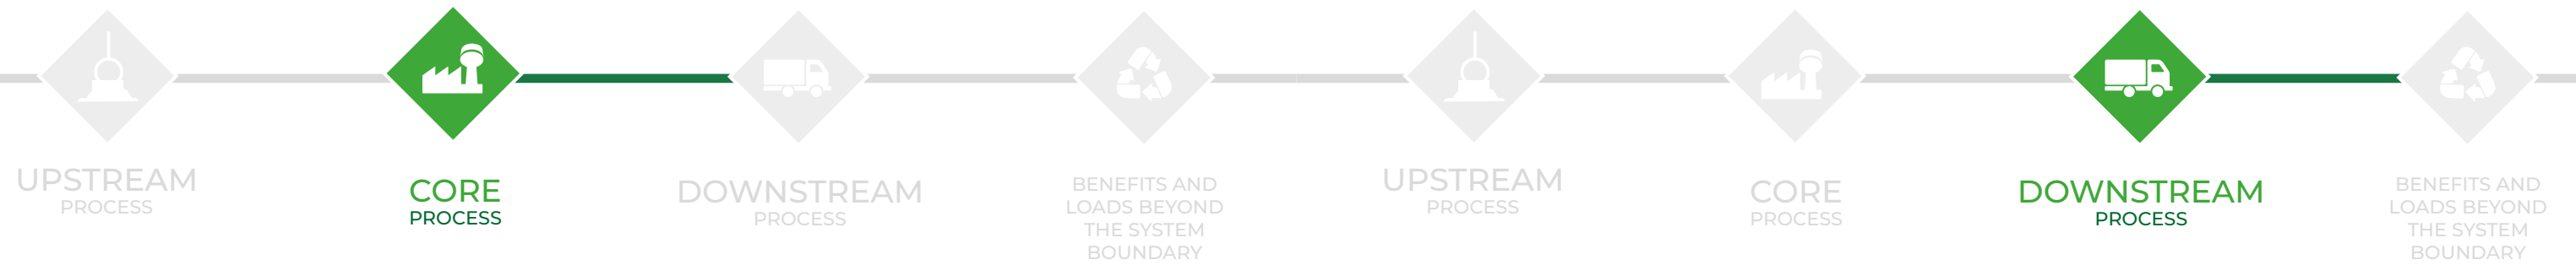 UPSTREAM
PROCESS
CORE
PROCESS
DOWNSTREAM
PROCESS
BENEFITS AND
LOADS BEYOND
THE SYSTEM
BOUNDARY
UPSTREAM
PROCESS
CORE
PROCESS
DOWNSTREAM
PROCESS
BENEFITS AND
LOADS BEYOND
THE SYSTEM
BOUNDARY